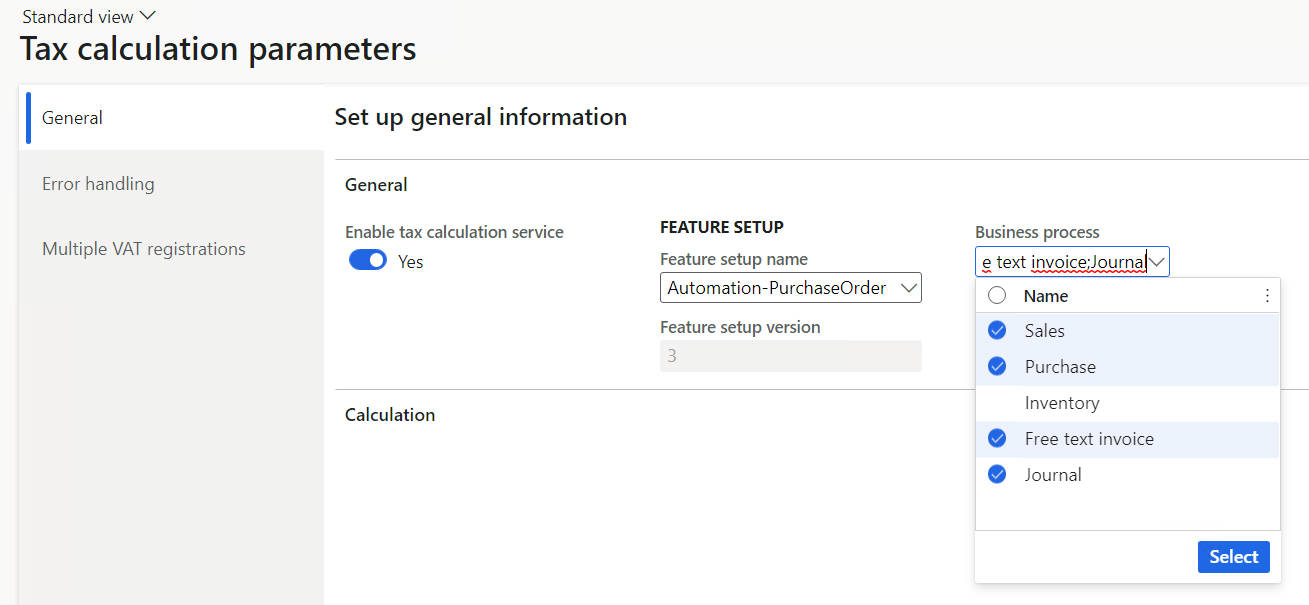 Standard view
Tax calculation parameters
General
Error handling
Multiple VAT registrations
Set up general information
General
Enable tax calculation service
Yes
FEATURE SETUP
Feature setup name
Automation-PurchaseOrder
Feature setup version
3
Business process
e text invoice;Journal
Name
Sales
Purchase
Inventory
Free text invoice
Journal
Select
Calculation